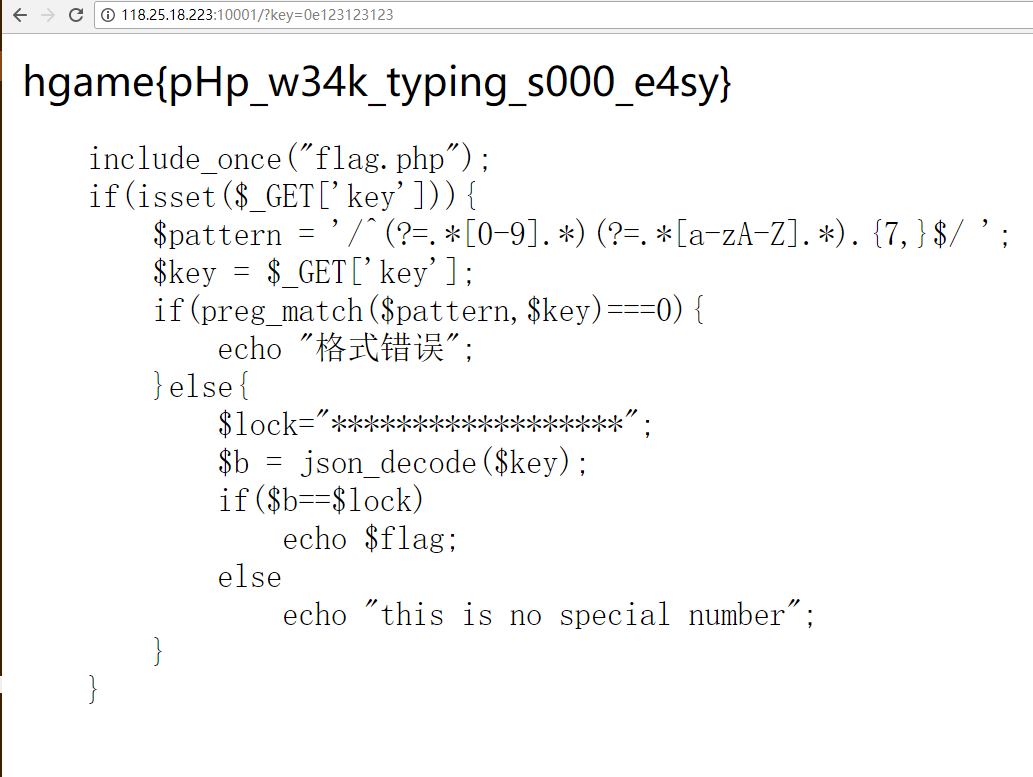 118.25.18.223:10001/?key=0e123123123
hgame{pHp_w34k_typing_s000_e4sy}
include_once("flag.php");
if(isset($_GET['key'])){
    $pattern = '/^(?=.*[0-9].*)(?=.*[a-zA-Z].*).{7,}$/ ';
    $key = $_GET['key'];
    if(preg_match($pattern,$key)===0){
        echo "格式错误";
    }else{
        $lock="******************";
        $b = json_decode($key);
        if($b==$lock)
            echo $flag;
        else
            echo "this is no special number";
    }
}